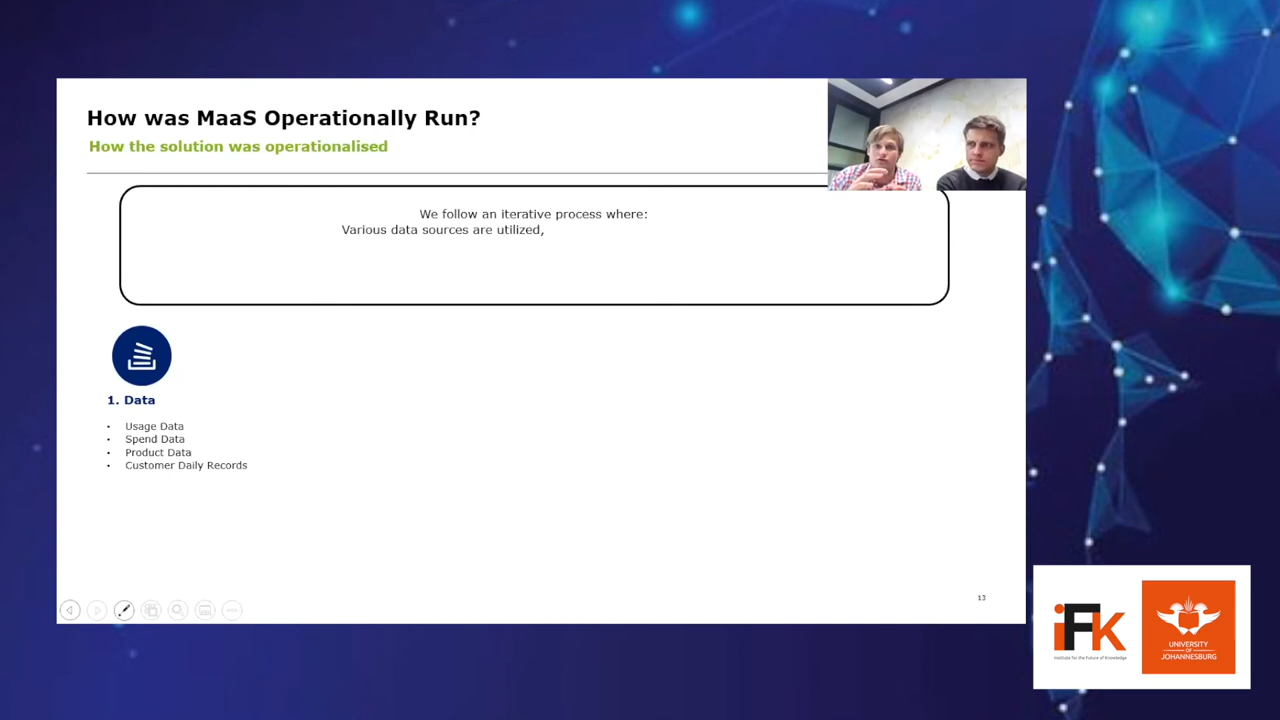 How was MaaS Operationally Run?
How the solution was operationalised
We follow an iterative process where:
Various data sources are utilized,
1. Data
• Usage Data
• Spend Data
• Product Data
• Customer Daily Records
13
iFK
Institute for the Future of Knowledge
UNIVERSITY
OF
JOHANNESBURG